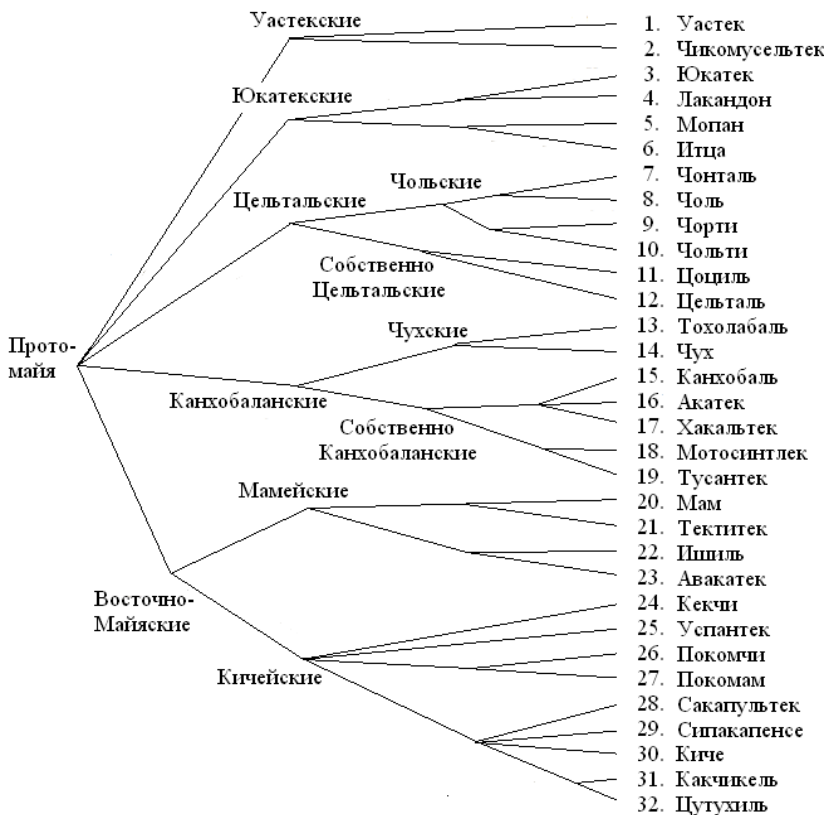 Уастекские
1. Уастек
2. Чикомусельтек
Юкатекские
3. Юкатек
4. Лакандон
5. Мопан
6. Итца
Цельтальские
Чольские
7. Чонталь
8. Чоль
9. Чорти
10. Чольти
Собственно
Цельтальские
11. Цоциль
12. Цельталь
Прото-
майя
Чухские
13. Тохолабаль
14. Чух
Канхобаланские
15. Канхобаль
16. Акатек
17. Хакальтек
Собственно
Канхобаланские
18. Мотосинтлек
19. Тусантек
Мамейские
20. Мам
21. Тектитек
22. Ишиль
23. Авакатек
Восточно-
Майяские
24. Кекчи
25. Успантек
Кичейские
26. Покомчи
27. Покомам
28. Сакапультек
29. Сипакапенсе
30. Киче
31. Какчикель
32. Цутухиль